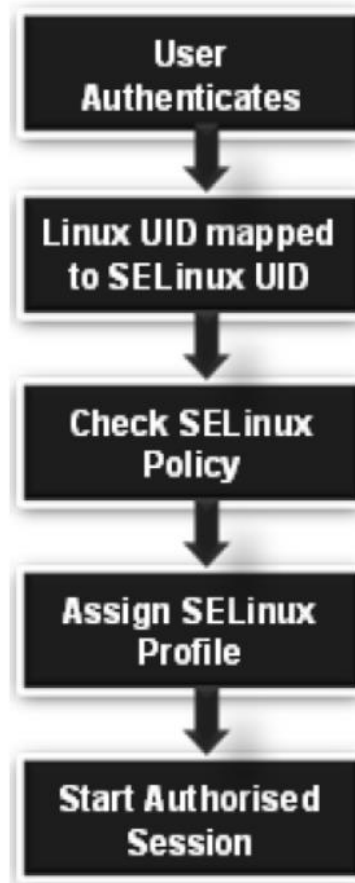 User
Authenticates
Linux UID mapped
to SELinux UID
Check SELinux
Policy
Assign SELinux
Profile
Start Authorised
Session